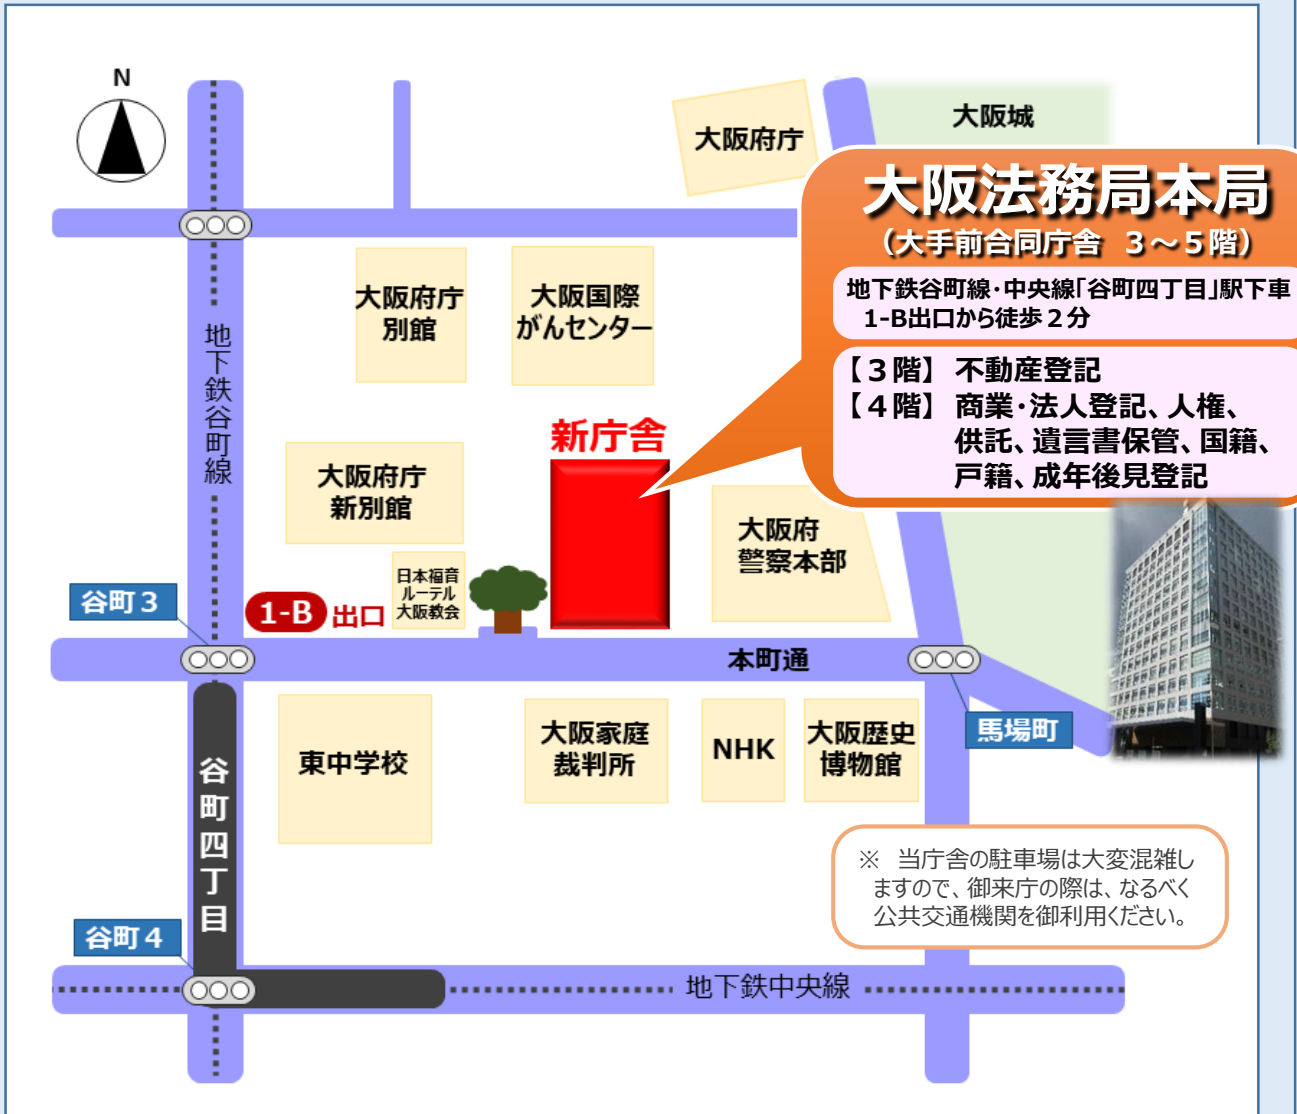 N
大阪府庁
大阪城
大阪法務局本局
（大手前合同庁舎　３～５階）
地下鉄谷町線・中央線「谷町四丁目」駅下車
1-B出口から徒歩２分
【３階】 不動産登記
【４階】 商業・法人登記、人権、
供託、遺言書保管、国籍、
戸籍、成年後見登記
大阪府庁
別館
大阪国際
がんセンター
地下鉄谷町線
新庁舎
大阪府庁
新別館
大阪府
警察本部
日本福音
ルーテル
大阪教会
谷町３
1-B 出口
本町通
馬場町
東中学校
大阪家庭
裁判所
NHK
大阪歴史
博物館
谷町四丁目
※　当庁舎の駐車場は大変混雑し
ますので、御来庁の際は、なるべく
公共交通機関を御利用ください。
谷町４
地下鉄中央線